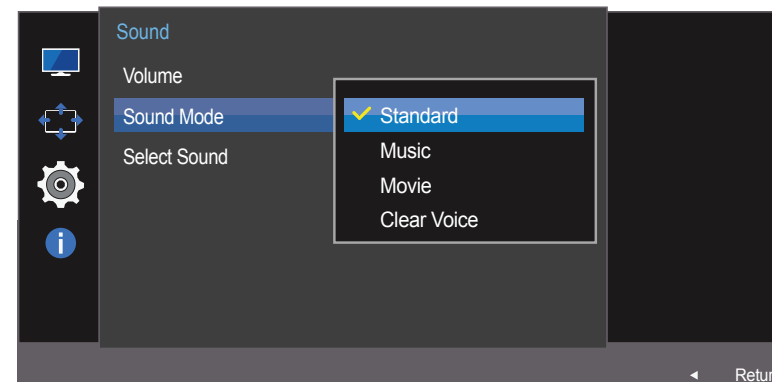 Sound
Volume
Sound Mode
Select Sound
Standard
Music
Movie
Clear Voice
i